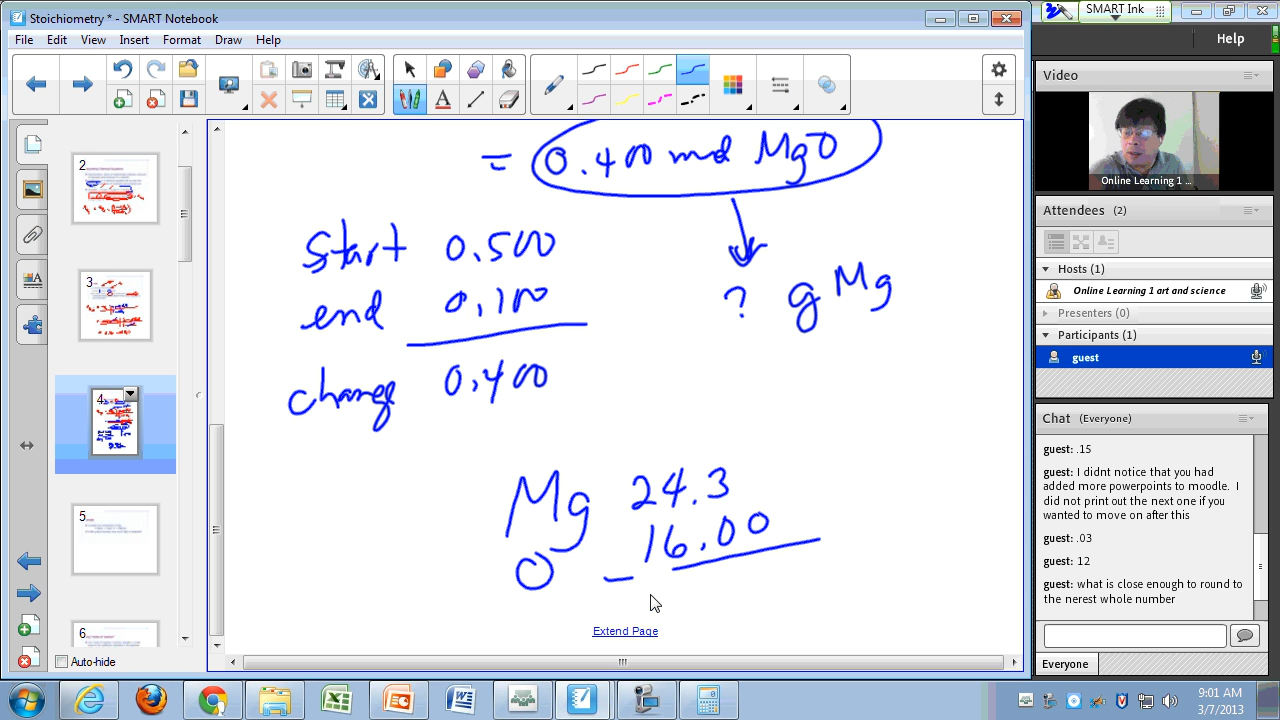 Stoichiometry * - SMART Notebook
SMART Ink
File Edit View Insert Format Draw Help
Help
= 0.400 mol MgO
Start 0.500
end 0.100
change 0.400
? g Mg
Mg 24.3
O 16.00
Extend Page
2
3
4
5
6
Auto-hide
Video
Online Learning 1 ...
Attendees (2)
Hosts (1)
Online Learning 1 art and science
Presenters (0)
Participants (1)
guest
Chat (Everyone)
guest: .15
guest: I didnt notice that you had
added more powerpoints to moodle. I
did not print out the next one if you
wanted to move on after this
guest: .03
guest: 12
guest: what is close enough to round to
the nerest whole number
Everyone
9:01 AM
3/7/2013